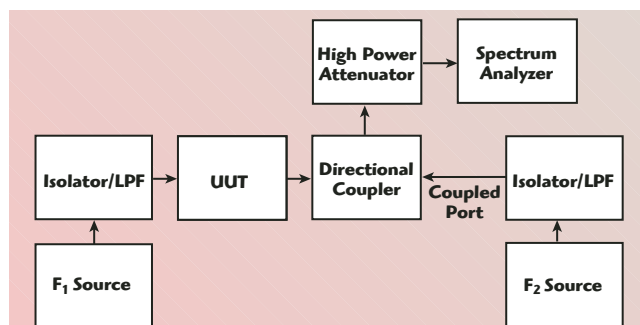 High Power
Attenuator
Spectrum
Analyzer
Isolator/LPF
UUT
Directional
Coupler
Coupled
Port
Isolator/LPF
F₁ Source
F₂ Source